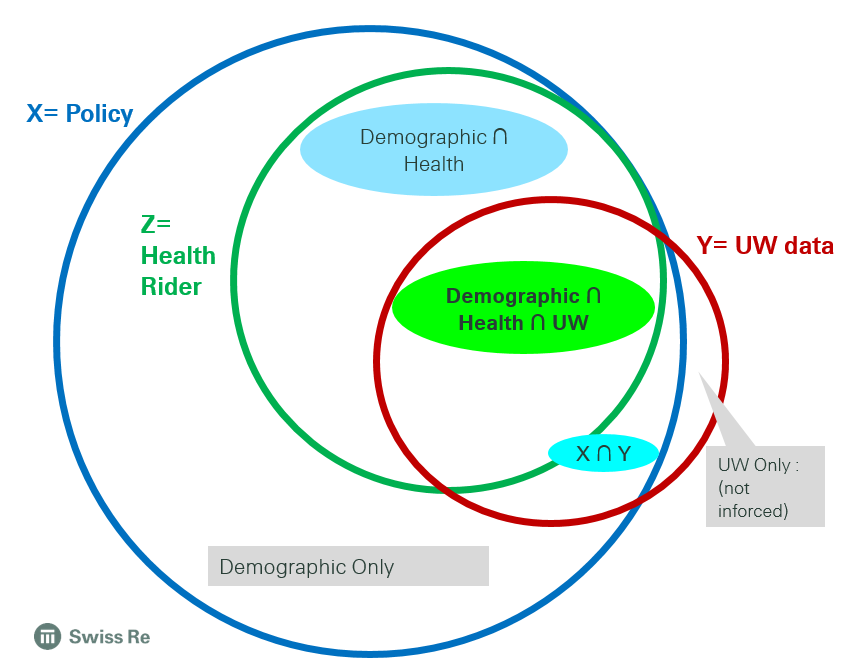 X= Policy
Demographic ∩
Health
Z=
Health
Rider
Y= UW data
Demographic ∩
Health ∩ UW
X ∩ Y
UW Only :
(not
inforced)
Demographic Only
Swiss Re